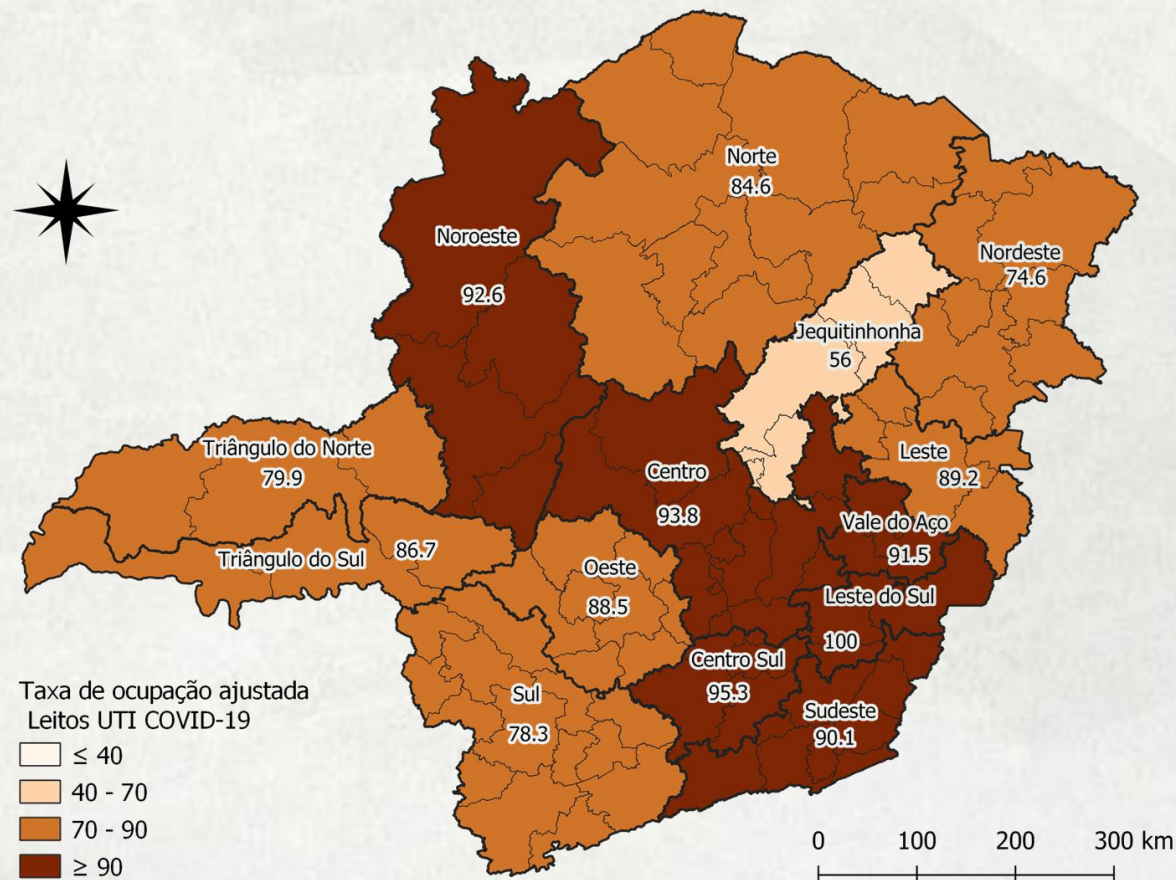 Norte
84.6
Noroeste
92.6
Nordeste
74.6
Jequitinhonha
56
Triângulo do Norte
79.9
Centro
93.8
Leste
89.2
Vale do Aço
91.5
Triângulo do Sul
86.7
Oeste
88.5
Leste do Sul
100
Centro Sul
95.3
Sul
78.3
Sudeste
90.1
Taxa de ocupação ajustada
Leitos UTI COVID-19
≤ 40
40 - 70
70 - 90
≥ 90
0 100 200 300 km